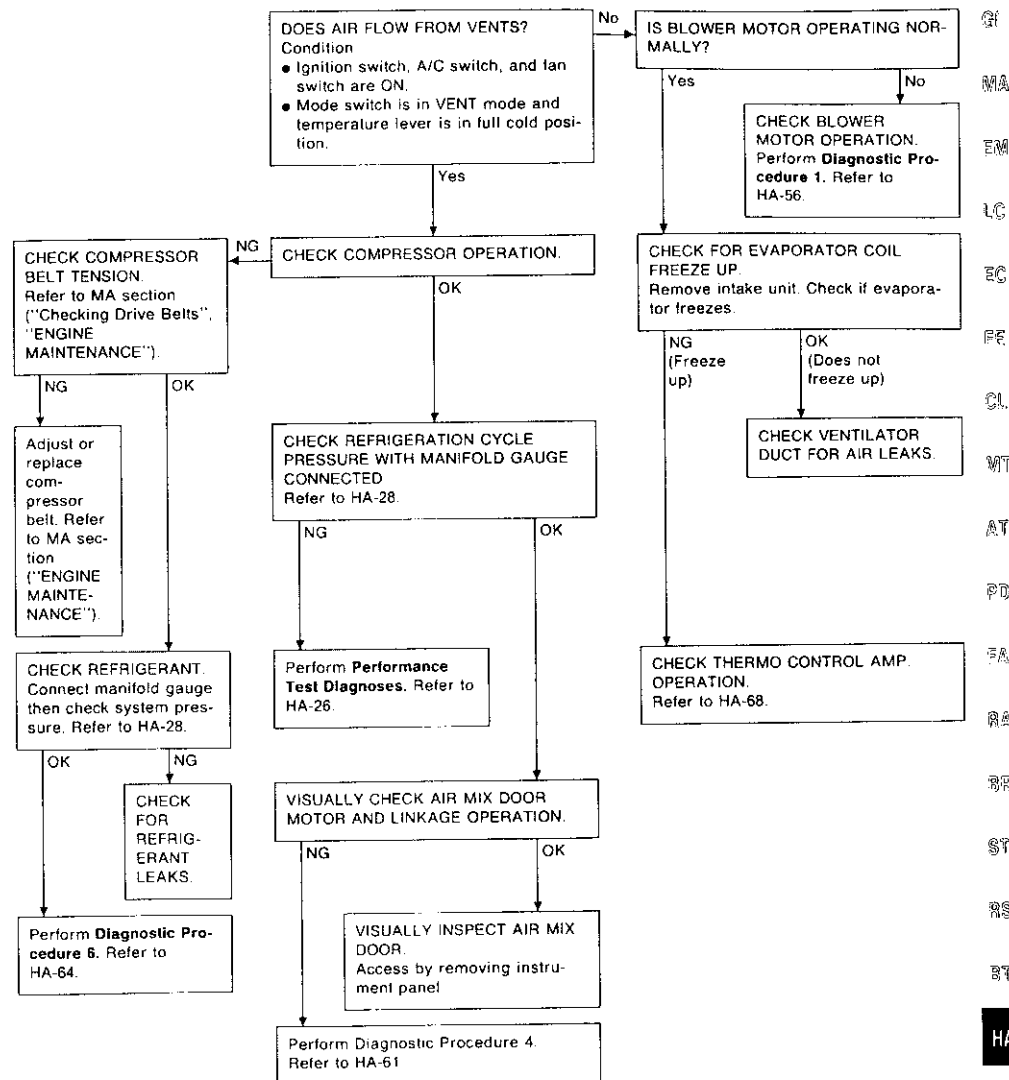 DOES AIR FLOW FROM VENTS?
Condition
● Ignition switch, A/C switch, and fan
switch are ON.
● Mode switch is in VENT mode and
temperature lever is in full cold posi-
tion.
No
IS BLOWER MOTOR OPERATING NOR-
MALLY?
Yes
No
CHECK BLOWER
MOTOR OPERATION.
Perform Diagnostic Pro-
cedure 1. Refer to
HA-56.
Yes
CHECK COMPRESSOR OPERATION.
NG
OK
CHECK COMPRESSOR
BELT TENSION.
Refer to MA section
("Checking Drive Belts",
"ENGINE
MAINTENANCE").
NG
OK
Adjust or
replace
com-
pressor
belt. Refer
to MA sec-
tion
("ENGINE
MAINTE-
NANCE").
CHECK REFRIGERANT.
Connect manifold gauge
then check system pres-
sure. Refer to HA-28.
OK
NG
CHECK
FOR
REFRIG-
ERANT
LEAKS.
Perform Diagnostic Pro-
cedure 6. Refer to
HA-64.
CHECK REFRIGERATION CYCLE
PRESSURE WITH MANIFOLD GAUGE
CONNECTED
Refer to HA-28.
NG
OK
Perform Performance
Test Diagnoses. Refer to
HA-26.
VISUALLY CHECK AIR MIX DOOR
MOTOR AND LINKAGE OPERATION.
NG
OK
VISUALLY INSPECT AIR MIX
DOOR.
Access by removing instru-
ment panel
Perform Diagnostic Procedure 4.
Refer to HA-61
CHECK FOR EVAPORATOR COIL
FREEZE UP.
Remove intake unit. Check if evapora-
tor freezes.
NG
(Freeze
up)
OK
(Does not
freeze up)
CHECK VENTILATOR
DUCT FOR AIR LEAKS.
CHECK THERMO CONTROL AMP.
OPERATION.
Refer to HA-68.
GI
MA
EM
LC
EC
FE
CL
MT
AT
PD
FA
RA
BR
ST
RS
BT
HA